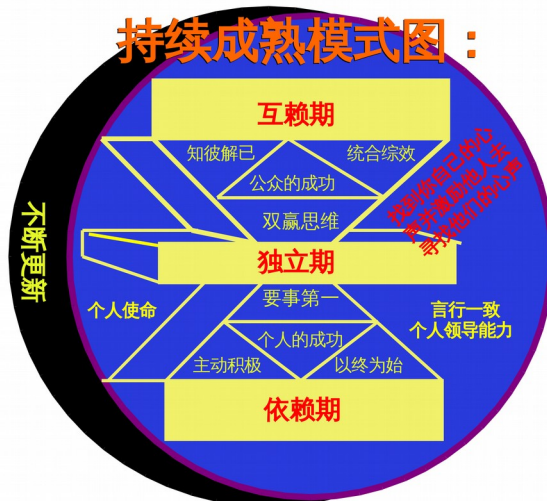 持续成熟模式图：
互赖期
知彼解已
统合综效
公众的成功
双赢思维
找到你自己的心
声并激励他人去
寻找他们的心声
不断更新
独立期
要事第一
个人使命
言行一致
个人领导能力
个人的成功
主动积极
以终为始
依赖期